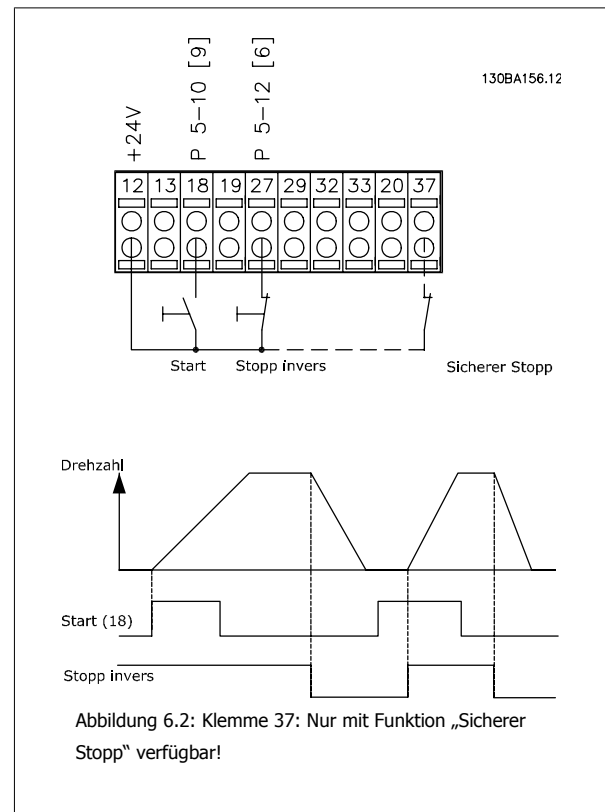 130BA156.12
+24V
P 5-10 [9]
P 5-12 [6]
12 13 18 19 27 29 32 33 20 37
Start Stopp invers Sicherer Stopp
Drehzahl
Start (18)
Stopp invers
Abbildung 6.2: Klemme 37: Nur mit Funktion „Sicherer
Stopp“ verfügbar!